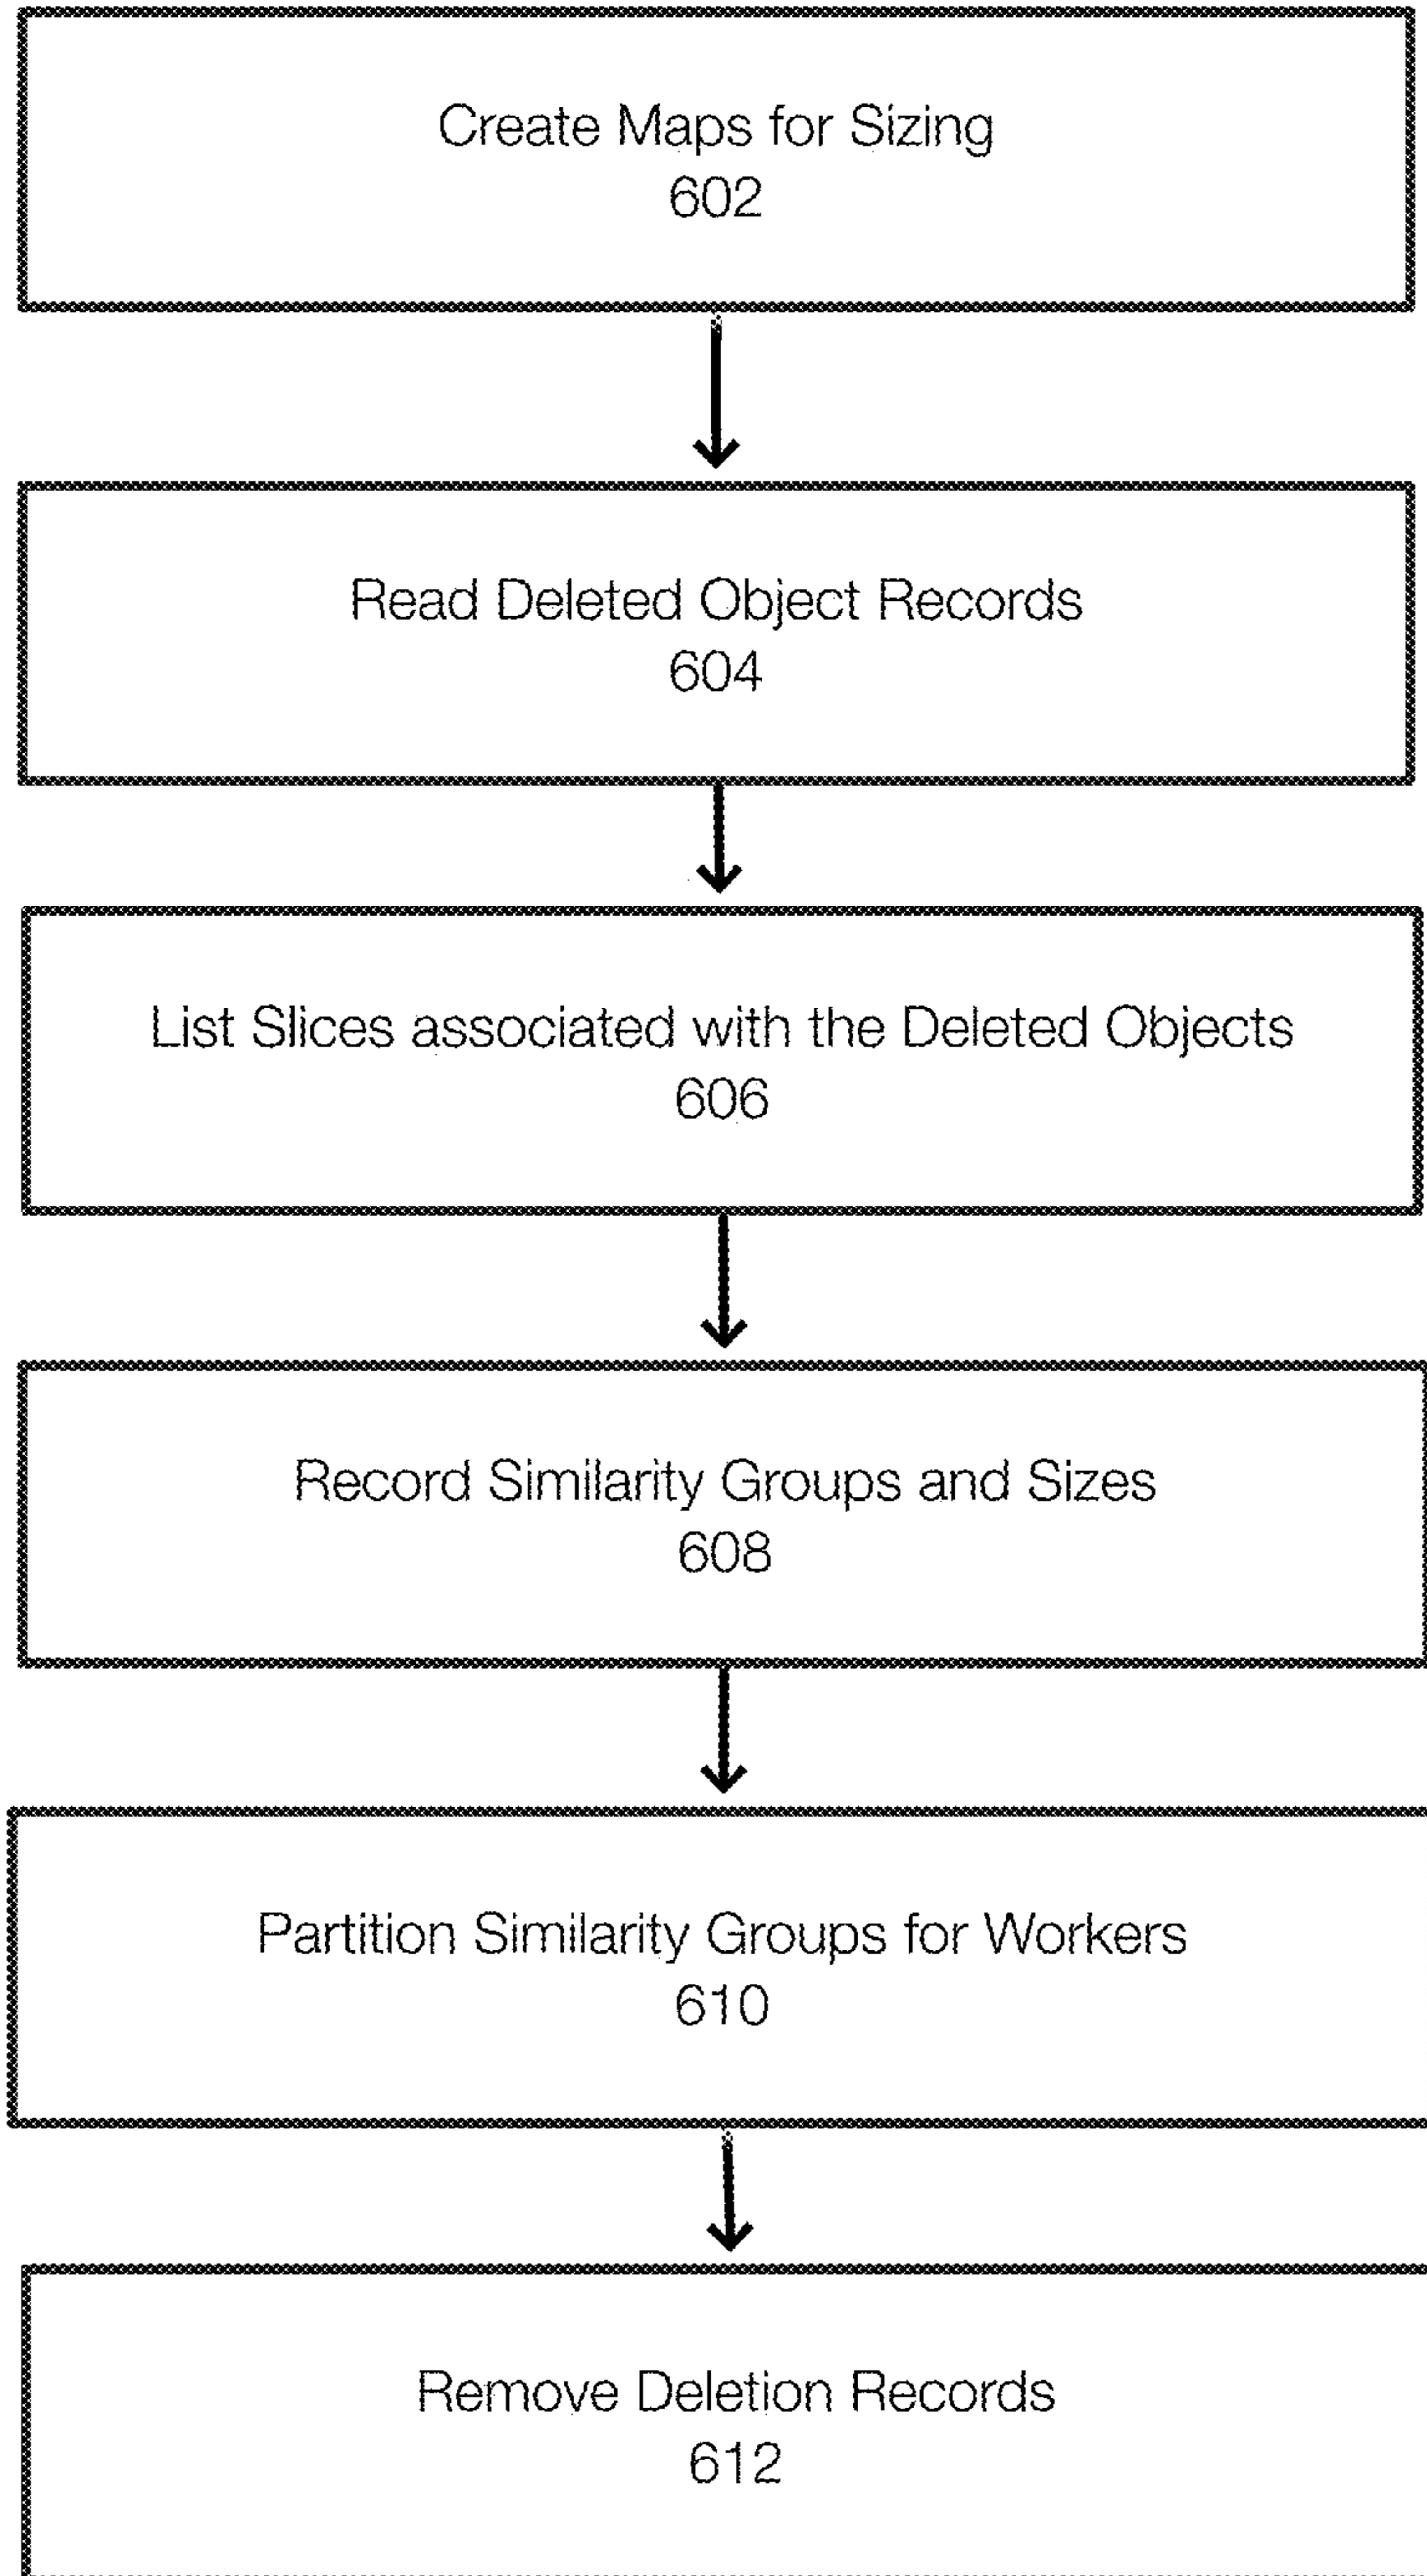 Create Maps for Sizing
602
Read Deleted Object Records
604
List Slices associated with the Deleted Objects
606
Record Similarity Groups and Sizes
608
Partition Similarity Groups for Workers
610
Remove Deletion Records
612